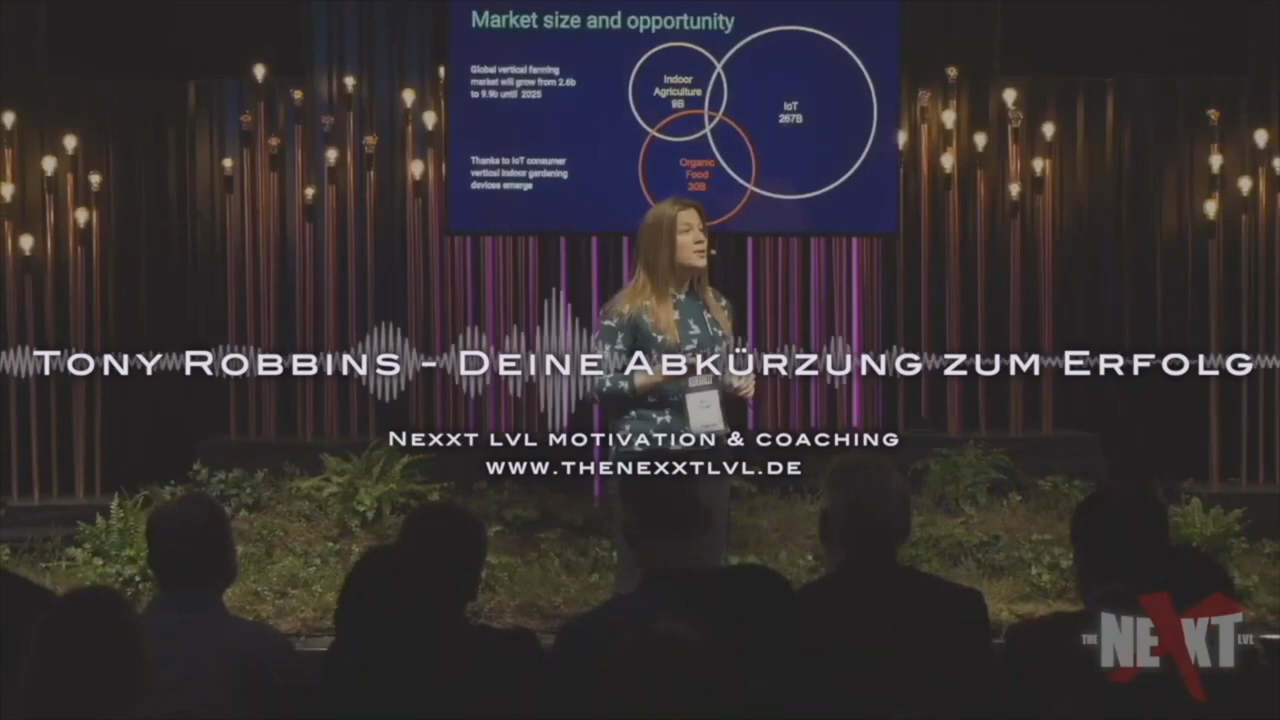 Market size and opportunity
Global vertical farming
market will grow from 2.6b
to 9.9b until 2025
Thanks to IoT consumer
vertical indoor gardening
devices emerge
Indoor
Agriculture
9B
IoT
267B
Organic
Food
30B
Tony Robbins - Deine Abkürzung zum Erfolg
Nexxt lvl motivation & coaching
www.thenexxtlvl.de
THE NEXXT LVL